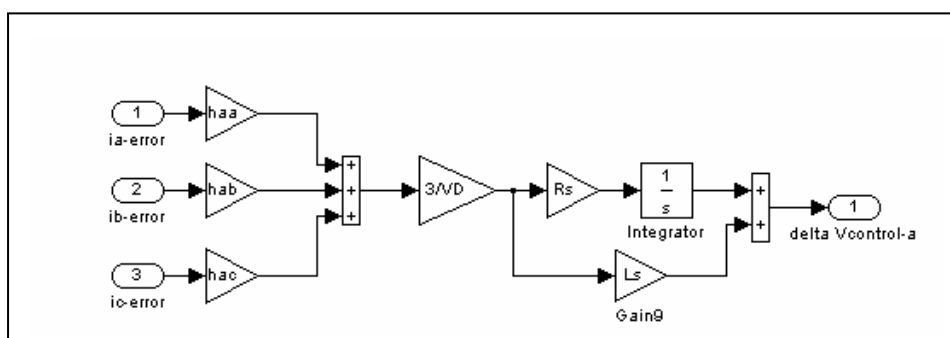 1
haa
ia-error
2
hab
ib-error
3
hac
ic-error
+
+
+
3/VD
Rs
1
s
Integrator
Ls
Gain9
+
+
1
delta Vcontrol-a